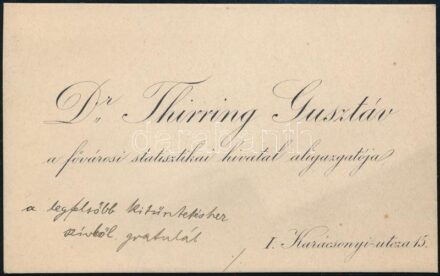 Dr Thirring Gusztáv
a fővárosi statisztikai hivatal aligazgatója
a legfelsőbb kitüntetéshez
szívből gratulál
I. Karácsonyi-utcza 15.